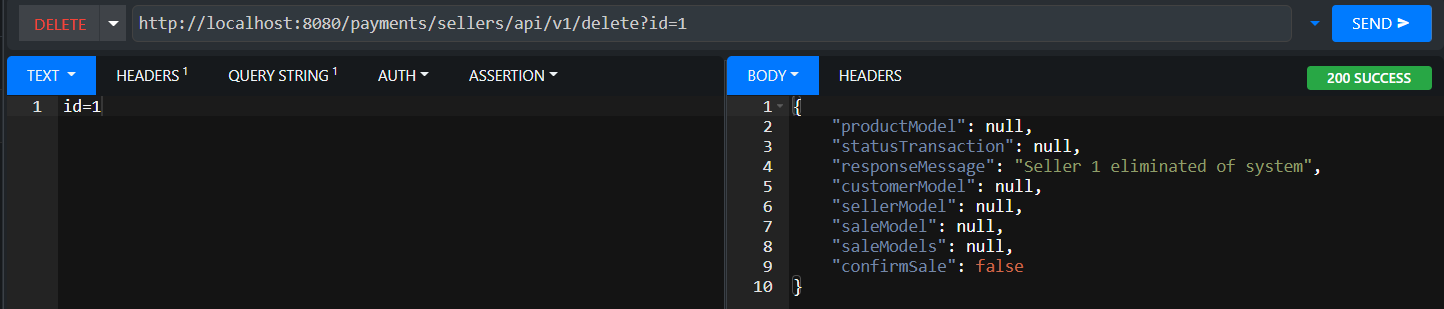 DELETE http://localhost:8080/payments/sellers/api/v1/delete?id=1 SEND
TEXT HEADERS 1 QUERY STRING 1 AUTH ASSERTION
1 id=1
BODY HEADERS 200 SUCCESS
1 {
2 "productModel": null,
3 "statusTransaction": null,
4 "responseMessage": "Seller 1 eliminated of system",
5 "customerModel": null,
6 "sellerModel": null,
7 "saleModel": null,
8 "saleModels": null,
9 "confirmSale": false
10 }